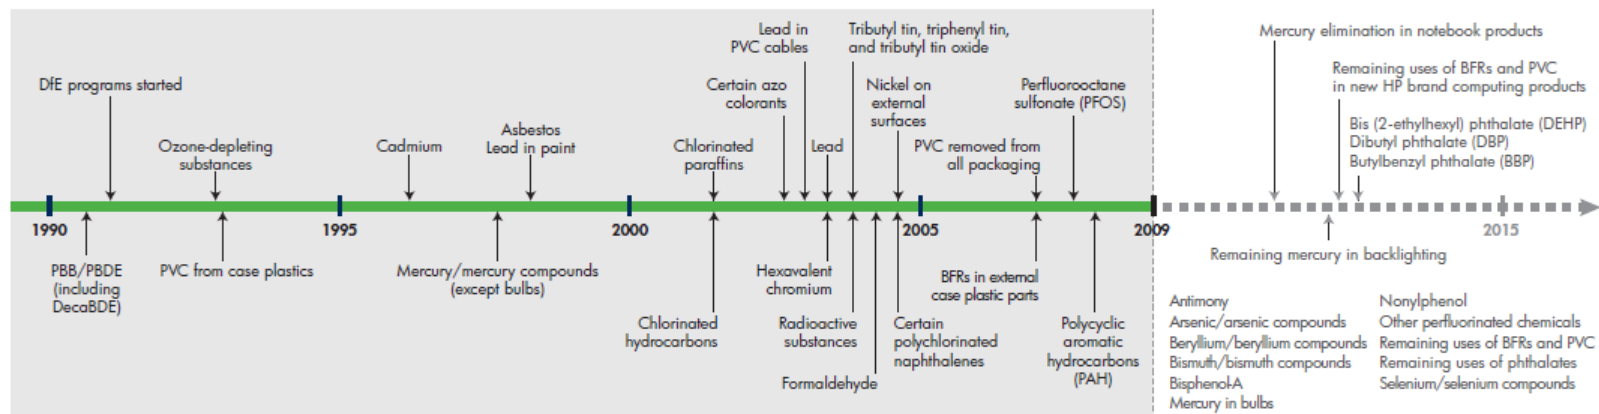 Lead in
PVC cables
Tributyl tin, triphenyl tin,
and tributyl tin oxide
Mercury elimination in notebook products
DfE programs started
Certain azo
colorants
Nickel on
external
surfaces
Perfluorooctane
sulfonate (PFOS)
Remaining uses of BFRs and PVC
in new HP brand computing products
Ozone-depleting
substances
Cadmium
Asbestos
Lead in paint
Chlorinated
paraffins
Lead
PVC removed from
all packaging
Bis (2-ethylhexyl) phthalate (DEHP)
Dibutyl phthalate (DBP)
Butylbenzyl phthalate (BBP)
1990
1995
2000
2005
2009
2015
PBB/PBDE
(including
DecaBDE)
PVC from case plastics
Mercury/mercury compounds
(except bulbs)
Hexavalent
chromium
BFRs in external
case plastic parts
Remaining mercury in backlighting
Chlorinated
hydrocarbons
Radioactive
substances
Certain
polychlorinated
naphthalenes
Polycyclic
aromatic
hydrocarbons
(PAH)
Formaldehyde
Antimony
Arsenic/arsenic compounds
Beryllium/beryllium compounds
Bismuth/bismuth compounds
Bisphenol-A
Mercury in bulbs
Nonylphenol
Other perfluorinated chemicals
Remaining uses of BFRs and PVC
Remaining uses of phthalates
Selenium/selenium compounds